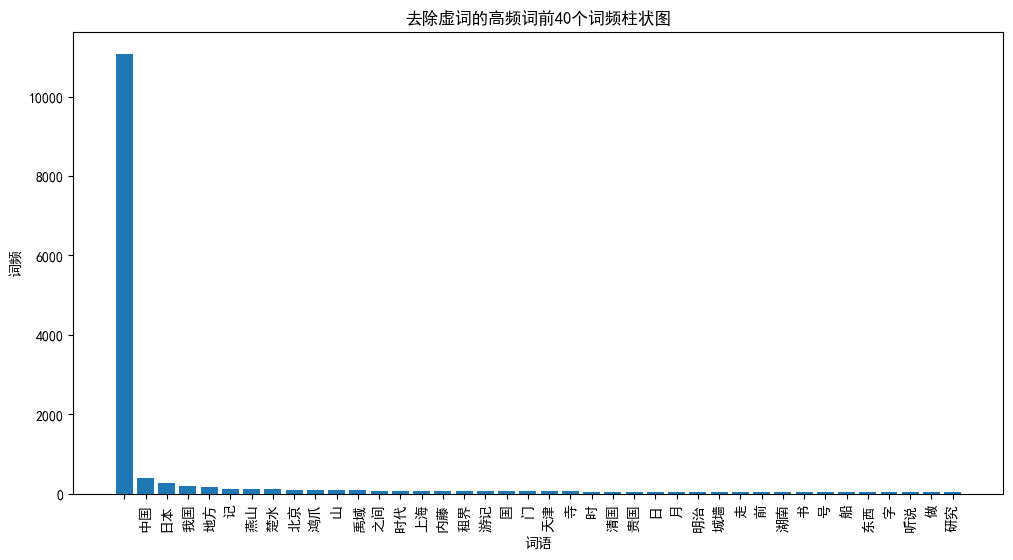 去除虚词的高频词前40个词频柱状图
词频
10000
8000
6000
4000
2000
0
中国
日本
我国
地方
记
燕山
楚水
北京
鸿爪
山
禹域
之间
时代
上海
内藤
租界
游记
国
门
天津
寺
时
清国
贵国
日
月
明治
城墙
走
前
湖南
书
号
船
东西
字
听说
做
研究
词语